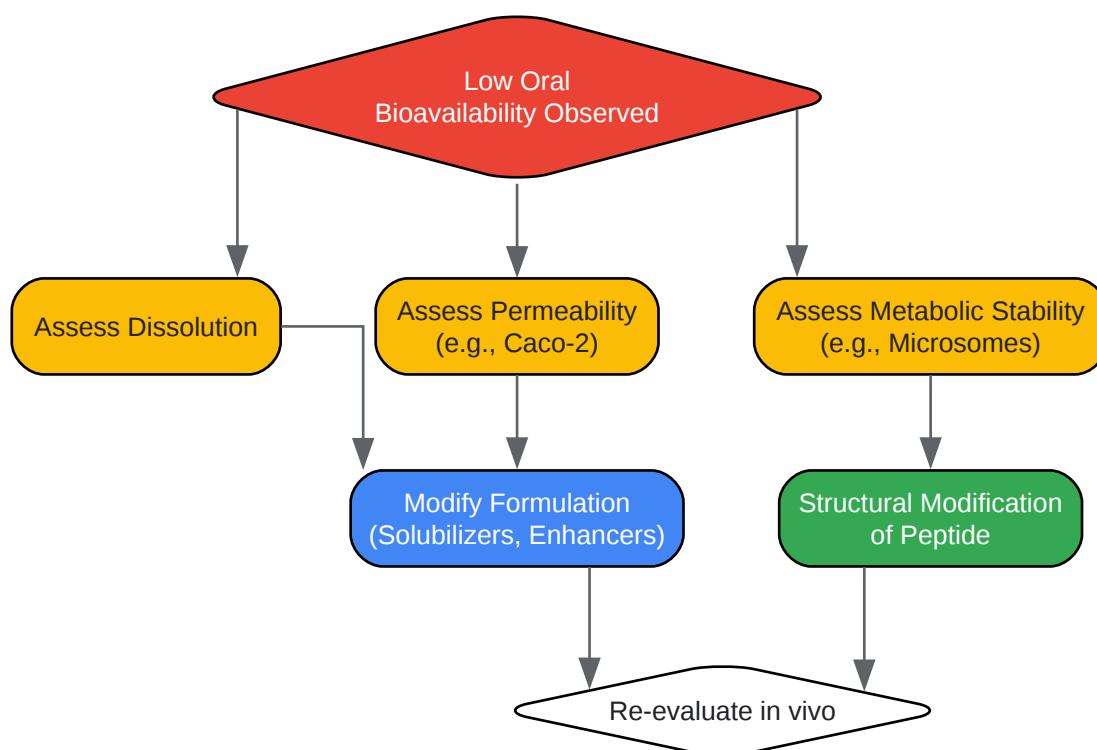 Low Oral
Bioavailability Observed
Assess Dissolution
Assess Permeability
(e.g., Caco-2)
Assess Metabolic Stability
(e.g., Microsomes)
Modify Formulation
(Solubilizers, Enhancers)
Structural Modification
of Peptide
Re-evaluate in vivo